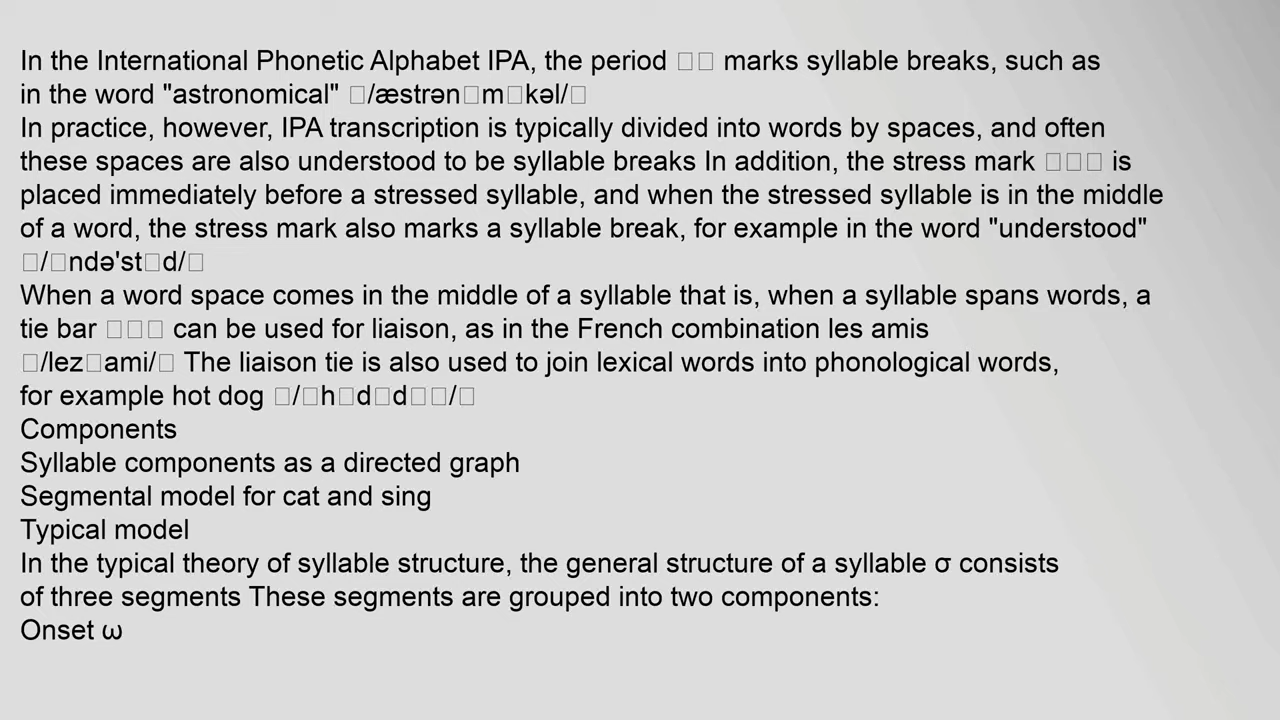 In the International Phonetic Alphabet IPA, the period □□ marks syllable breaks, such as
in the word "astronomical" □/æstrən□m□kəl/□
In practice, however, IPA transcription is typically divided into words by spaces, and often
these spaces are also understood to be syllable breaks In addition, the stress mark □□□ is
placed immediately before a stressed syllable, and when the stressed syllable is in the middle
of a word, the stress mark also marks a syllable break, for example in the word "understood"
□/□ndə'st□d/□
When a word space comes in the middle of a syllable that is, when a syllable spans words, a
tie bar □□□ can be used for liaison, as in the French combination les amis
□/lez□ami/□ The liaison tie is also used to join lexical words into phonological words,
for example hot dog □/□h□d□d□□/□
Components
Syllable components as a directed graph
Segmental model for cat and sing
Typical model
In the typical theory of syllable structure, the general structure of a syllable σ consists
of three segments These segments are grouped into two components:
Onset ω